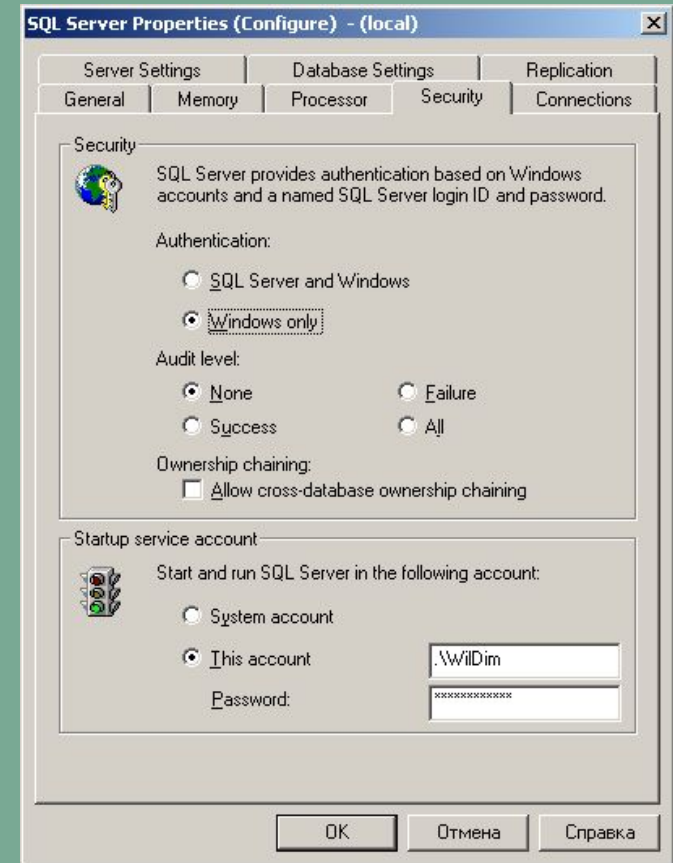 SQL Server Properties (Configure) - (local)
Server Settings
Database Settings
Replication
General
Memory
Processor
Security
Connections
Security
SQL Server provides authentication based on Windows
accounts and a named SQL Server login ID and password.
Authentication:
SQL Server and Windows
Windows only
Audit level:
None
Failure
Success
All
Ownership chaining:
Allow cross-database ownership chaining
Startup service account
Start and run SQL Server in the following account:
System account
This account
.\WilDim
Password:
xxxxxxxxxxxx
OK
Отмена
Справка